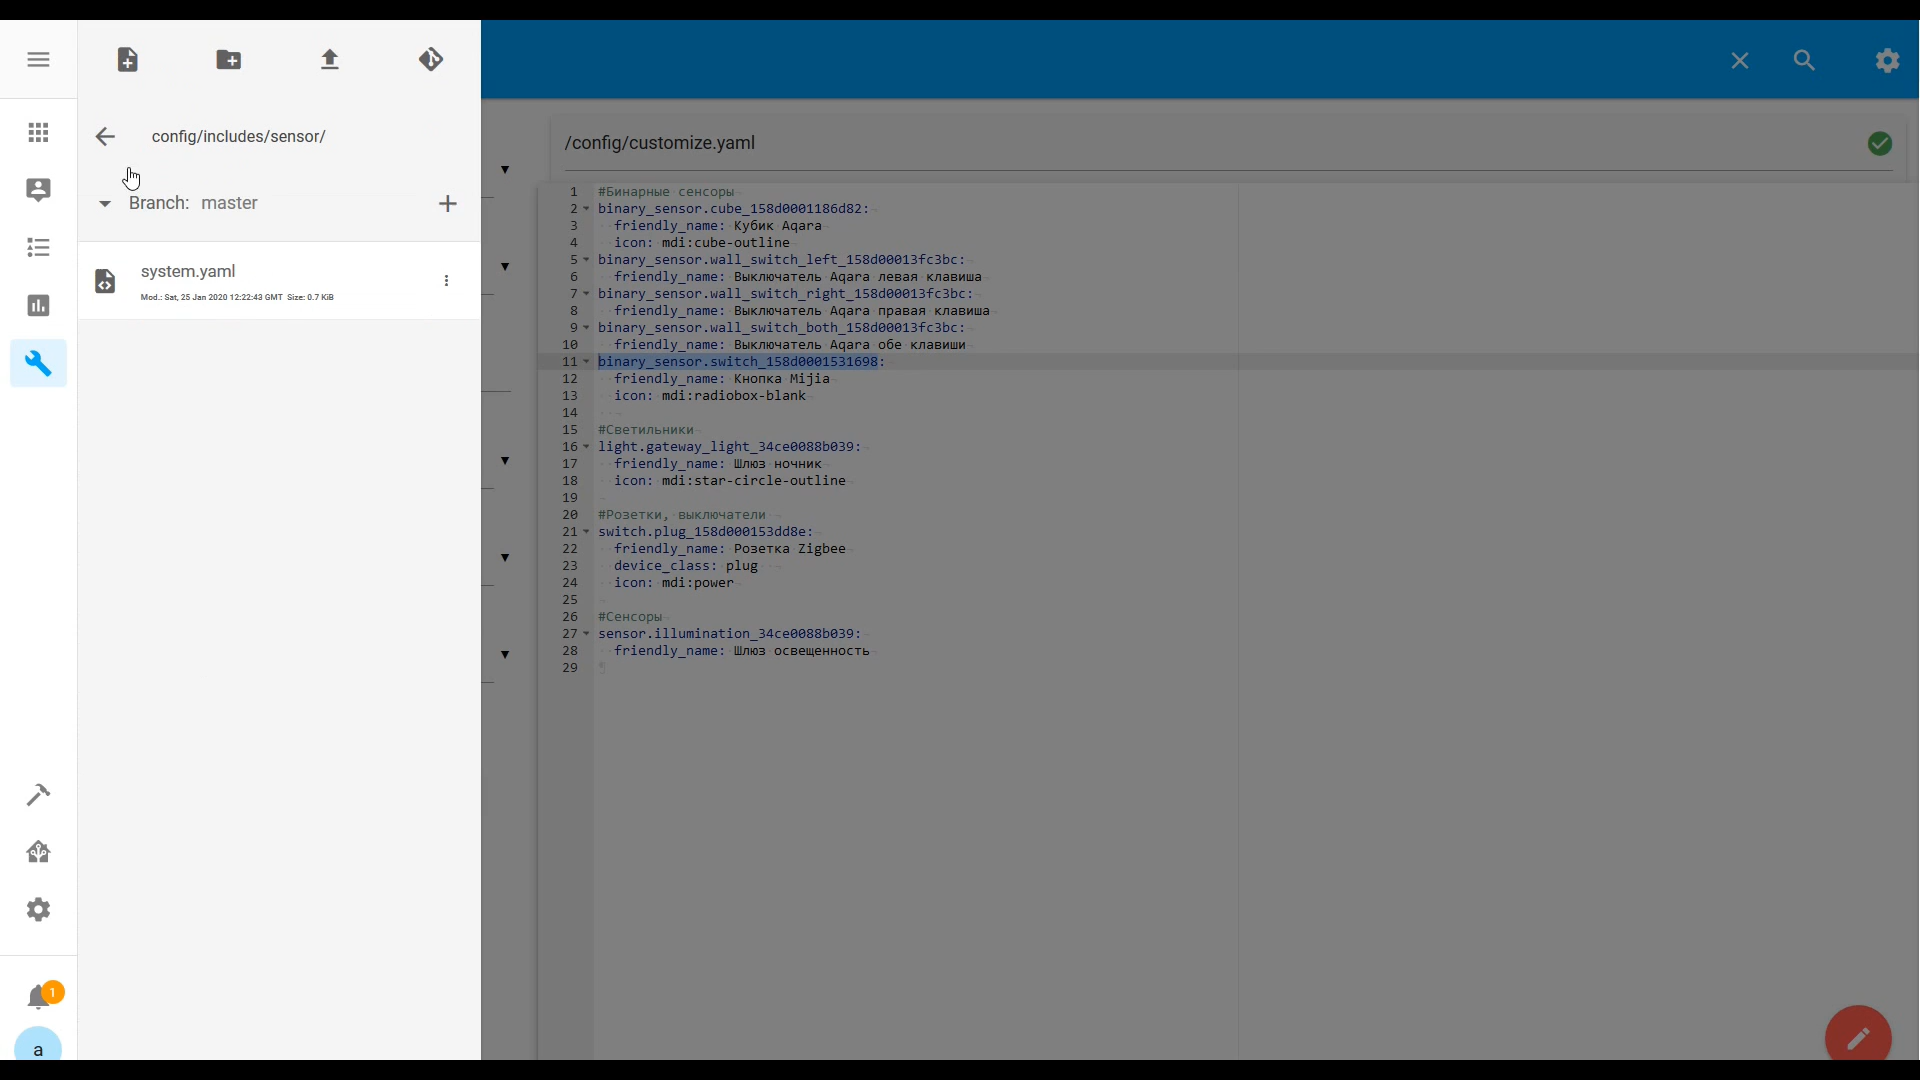 config/includes/sensor/
Branch: master
system.yaml
Mod.: Sat, 25 Jan 2020 12:22:43 GMT Size: 0.7 KiB
1
a
/config/customize.yaml
1 #Бинарные сенсоры
2 binary_sensor.cube_158d0001186d82:
3 friendly_name: Кубик Aqara
4 icon: mdi:cube-outline
5 binary_sensor.wall_switch_left_158d00013fc3bc:
6 friendly_name: Выключатель Aqara левая клавиша
7 binary_sensor.wall_switch_right_158d00013fc3bc:
8 friendly_name: Выключатель Aqara правая клавиша
9 binary_sensor.wall_switch_both_158d00013fc3bc:
10 friendly_name: Выключатель Aqara обе клавиши
11 binary_sensor.switch_158d0001531698:
12 friendly_name: Кнопка Mijia
13 icon: mdi:radiobox-blank
14
15 #Светильники
16 light.gateway_light_34ce0088b039:
17 friendly_name: Шлюз ночник
18 icon: mdi:star-circle-outline
19
20 #Розетки, выключатели
21 switch.plug_158d000153dd8e:
22 friendly_name: Розетка Zigbee
23 device_class: plug
24 icon: mdi:power
25
26 #Сенсоры
27 sensor.illumination_34ce0088b039:
28 friendly_name: Шлюз освещенность
29